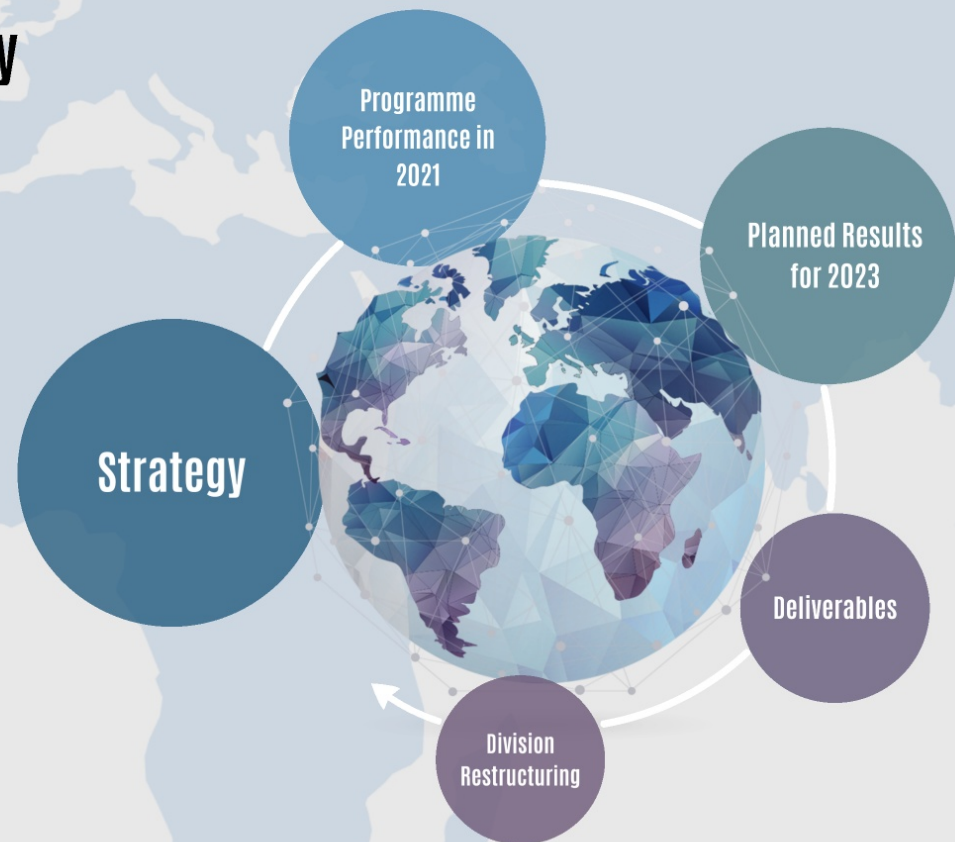 y
Programme
Performance in
2021
Planned Results
for 2023
Strategy
Deliverables
Division
Restructuring